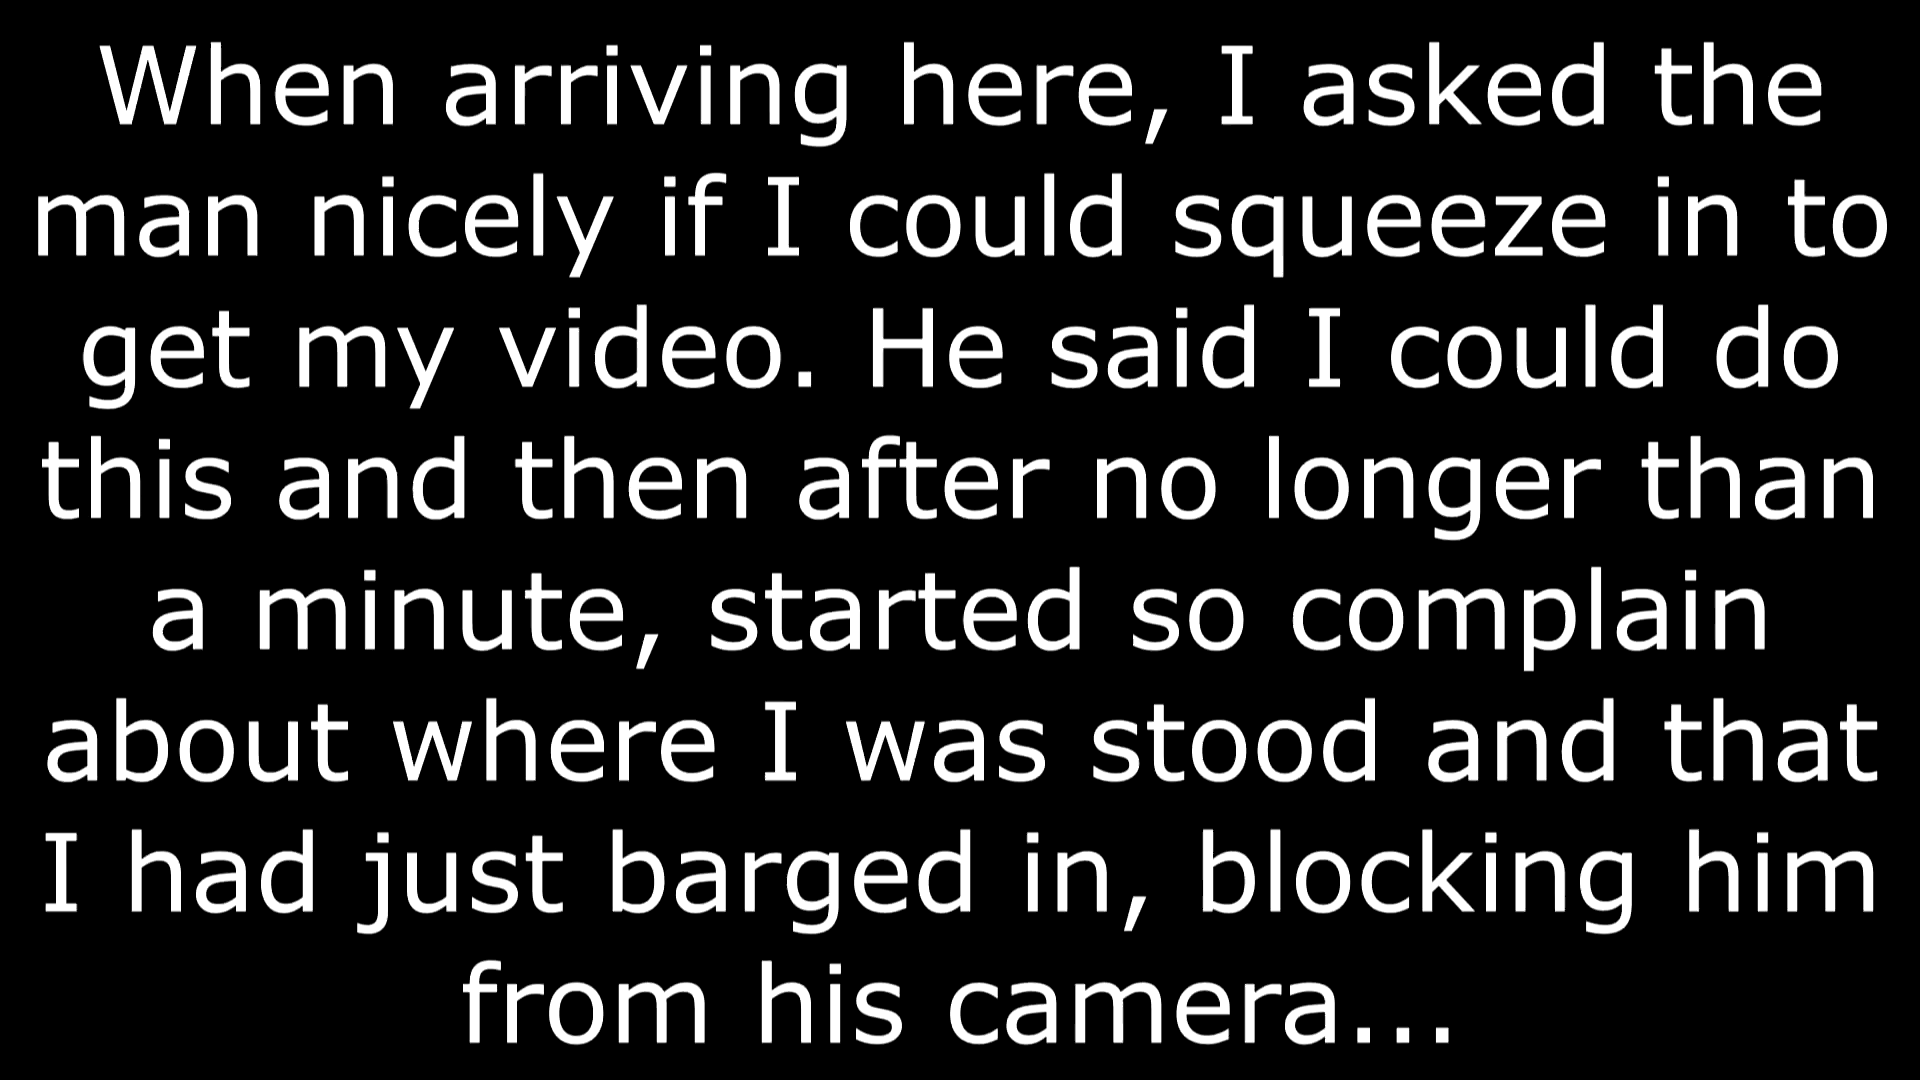 When arriving here, I asked the
man nicely if I could squeeze in to
get my video. He said I could do
this and then after no longer than
a minute, started so complain
about where I was stood and that
I had just barged in, blocking him
from his camera...